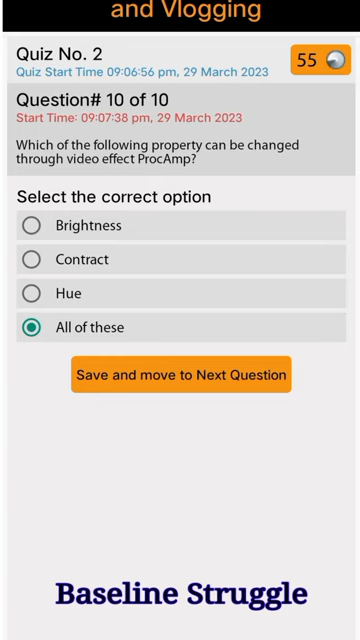 and Vlogging
Quiz No. 2
55
Quiz Start Time 09:06:56 pm, 29 March 2023
Question# 10 of 10
Start Time: 09:07:38 pm, 29 March 2023
Which of the following property can be changed
through video effect ProcAmp?
Select the correct option
Brightness
Contract
Hue
All of these
Save and move to Next Question
Baseline Struggle